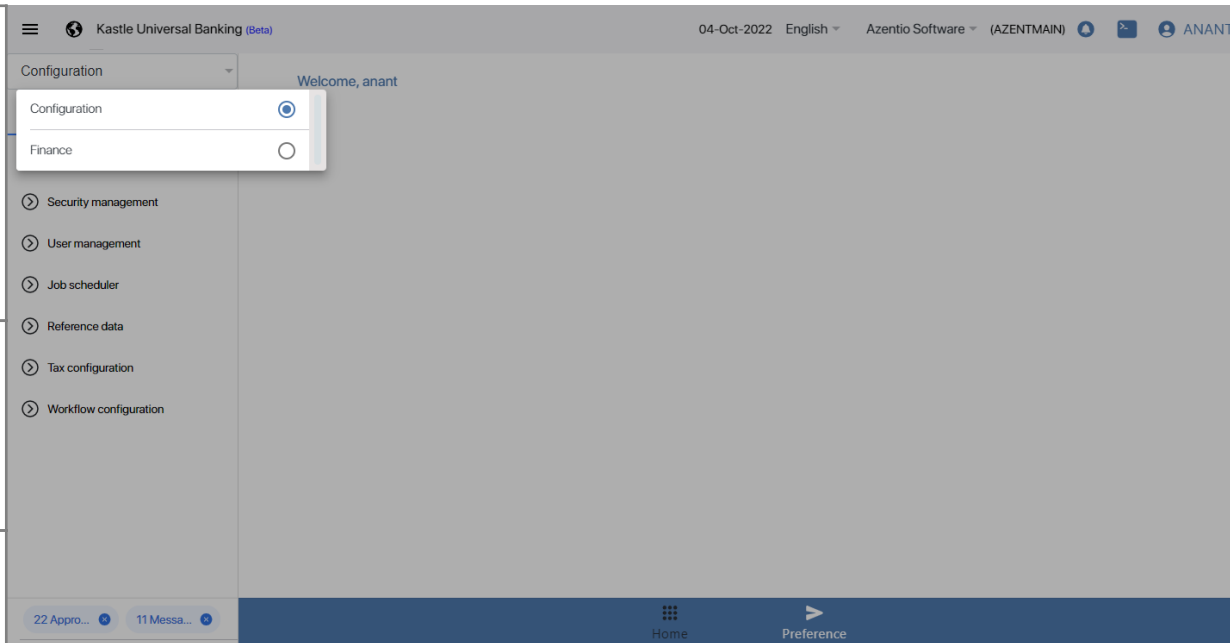 Kastle Universal Banking (Beta)
04-Oct-2022 English Azentio Software (AZENTMAIN) ANANT
Configuration
Welcome, anant
Configuration
Finance
Security management
User management
Job scheduler
Reference data
Tax configuration
Workflow configuration
22 Appro... 11 Messa...
Home Preference